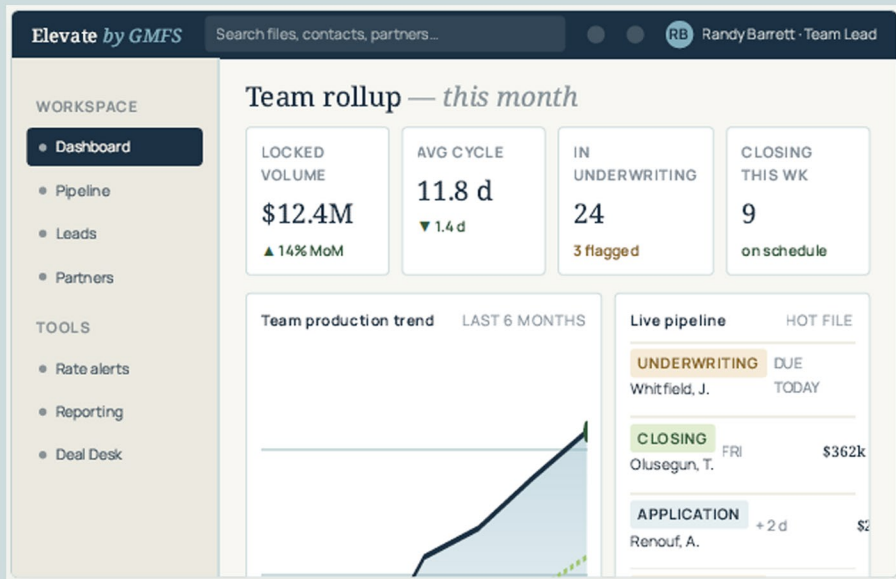 Elevate by GMFS
Search files, contacts, partners...
RB
Randy Barrett · Team Lead
WORKSPACE
Dashboard
Pipeline
Leads
Partners
TOOLS
Rate alerts
Reporting
Deal Desk
Team rollup — this month
LOCKED
VOLUME
$12.4M
▲ 14% MoM
AVG CYCLE
11.8 d
▼ 1.4 d
IN
UNDERWRITING
24
3 flagged
CLOSING
THIS WK
9
on schedule
Team production trend
LAST 6 MONTHS
Live pipeline
HOT FILE
UNDERWRITING
DUE
TODAY
Whitfield, J.
CLOSING
FRI
$362k
Olusegun, T.
APPLICATION
+ 2 d
Renouf, A.